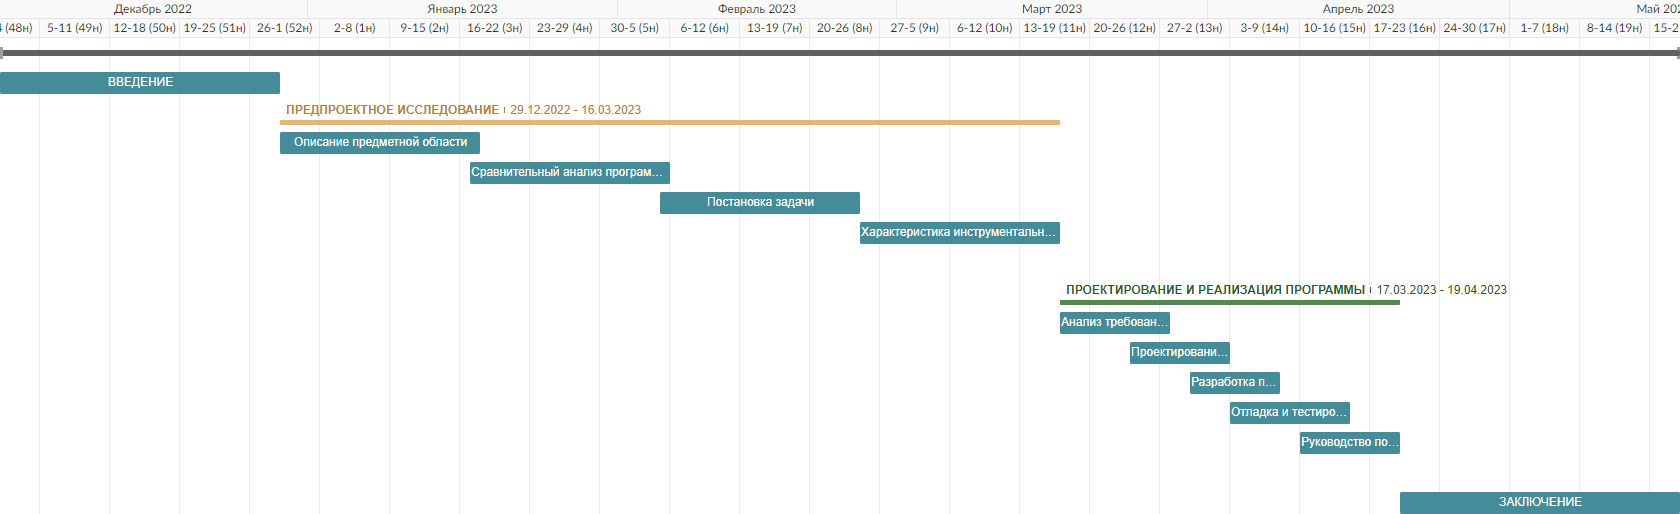 Декабрь 2022 Январь 2023 Февраль 2023 Март 2023 Апрель 2023 Май 202
(48н) 5-11 (49н) 12-18 (50н) 19-25 (51н) 26-1 (52н) 2-8 (1н) 9-15 (2н) 16-22 (3н) 23-29 (4н) 30-5 (5н) 6-12 (6н) 13-19 (7н) 20-26 (8н) 27-5 (9н) 6-12 (10н) 13-19 (11н) 20-26 (12н) 27-2 (13н) 3-9 (14н) 10-16 (15н) 17-23 (16н) 24-30 (17н) 1-7 (18н) 8-14 (19н) 15-2
ВВЕДЕНИЕ
ПРЕДПРОЕКТНОЕ ИССЛЕДОВАНИЕ 29.12.2022 - 16.03.2023
Описание предметной области
Сравнительный анализ програм...
Постановка задачи
Характеристика инструментальн...
ПРОЕКТИРОВАНИЕ И РЕАЛИЗАЦИЯ ПРОГРАММЫ 17.03.2023 - 19.04.2023
Анализ требован...
Проектировани...
Разработка п...
Отладка и тестиро...
Руководство по...
ЗАКЛЮЧЕНИЕ